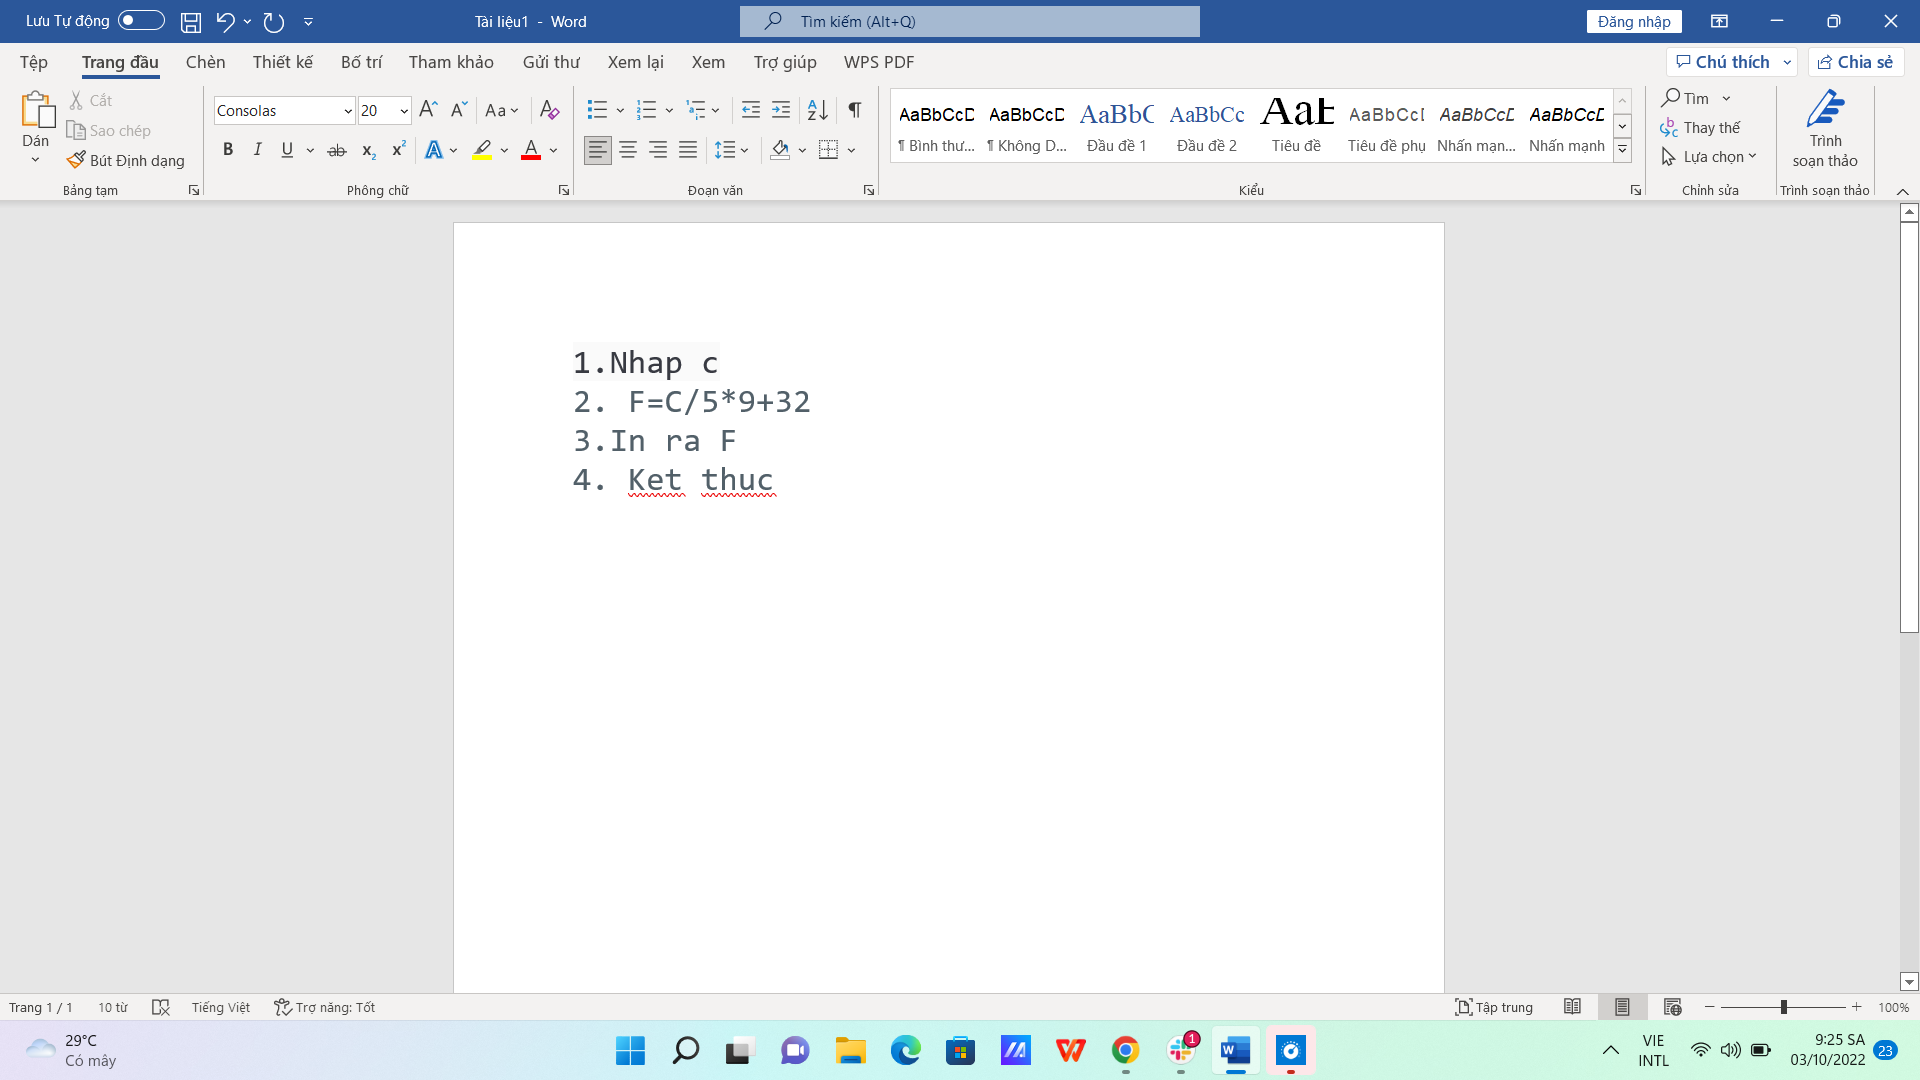 Lưu Tự động
Tài liệu1 - Word
Tìm kiếm (Alt+Q)
Đăng nhập
Tệp
Trang đầu
Chèn
Thiết kế
Bố trí
Tham khảo
Gửi thư
Xem lại
Xem
Trợ giúp
WPS PDF
Chú thích
Chia sẻ
Dán
Cắt
Sao chép
Bút Định dạng
Bảng tạm
Consolas
20
Phông chữ
Đoạn văn
AaBbCcD
¶ Bình thư...
AaBbCcD
¶ Không D...
AaBbC
Đầu đề 1
AaBbCc
Đầu đề 2
AaB
Tiêu đề
AaBbCcD
Tiêu đề phụ
AaBbCcD
Nhấn mạn...
AaBbCcD
Nhấn mạnh
Kiểu
Tìm
Thay thế
Lựa chọn
Chỉnh sửa
Trình
soạn thảo
Trình soạn thảo
1.Nhap c
2. F=C/5*9+32
3.In ra F
4. Ket thuc
Trang 1 / 1
10 từ
Tiếng Việt
Trợ năng: Tốt
Tập trung
100%
29°C
Có mây
1
VIE
INTL
9:25 SA
03/10/2022
23